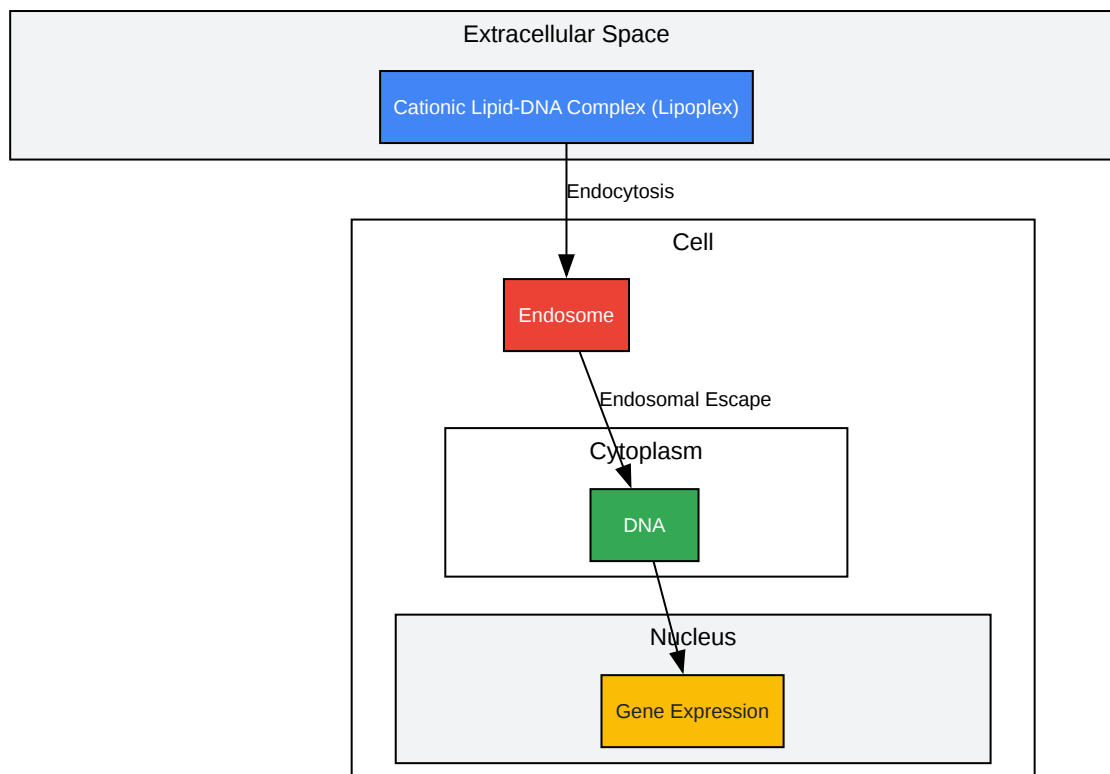 Extracellular Space
Cationic Lipid-DNA Complex (Lipoplex)
Endocytosis
Cell
Endosome
Endosomal Escape
Cytoplasm
DNA
Nucleus
Gene Expression